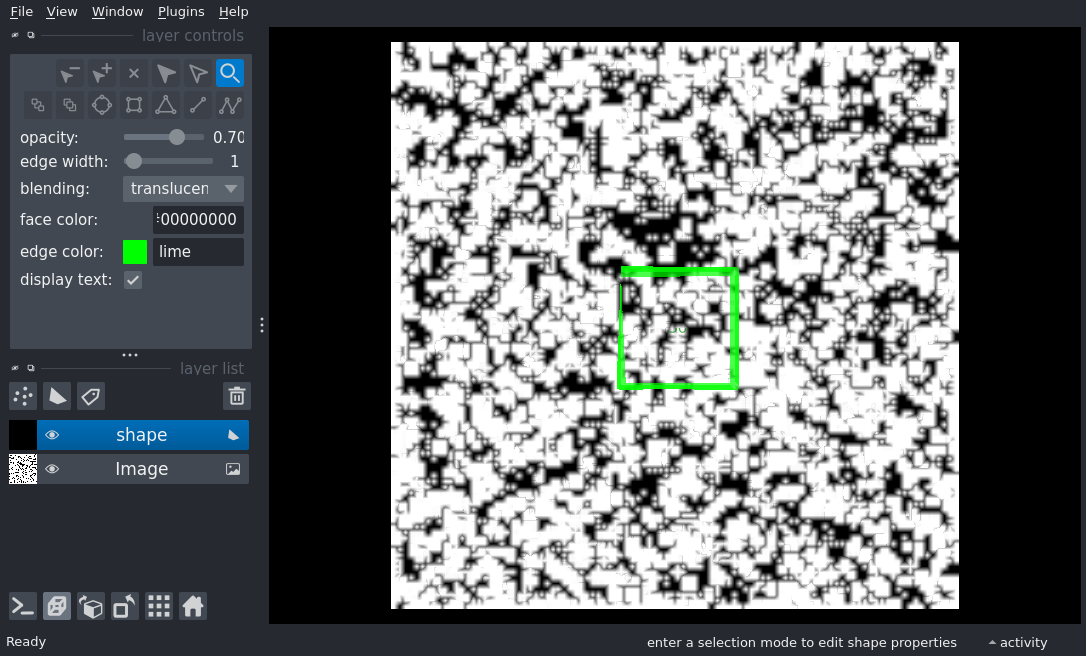 File View Window Plugins Help
layer controls
opacity: 0.70
edge width: 1
blending: translucen
face color: 00000000
edge color: lime
display text:
layer list
shape
Image
Ready
enter a selection mode to edit shape properties
activity